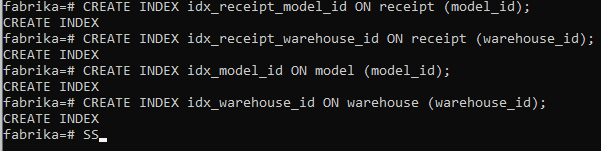 fabrika=# CREATE INDEX idx_receipt_model_id ON receipt (model_id);
CREATE INDEX
fabrika=# CREATE INDEX idx_receipt_warehouse_id ON receipt (warehouse_id);
CREATE INDEX
fabrika=# CREATE INDEX idx_model_id ON model (model_id);
CREATE INDEX
fabrika=# CREATE INDEX idx_warehouse_id ON warehouse (warehouse_id);
CREATE INDEX
fabrika=# SS